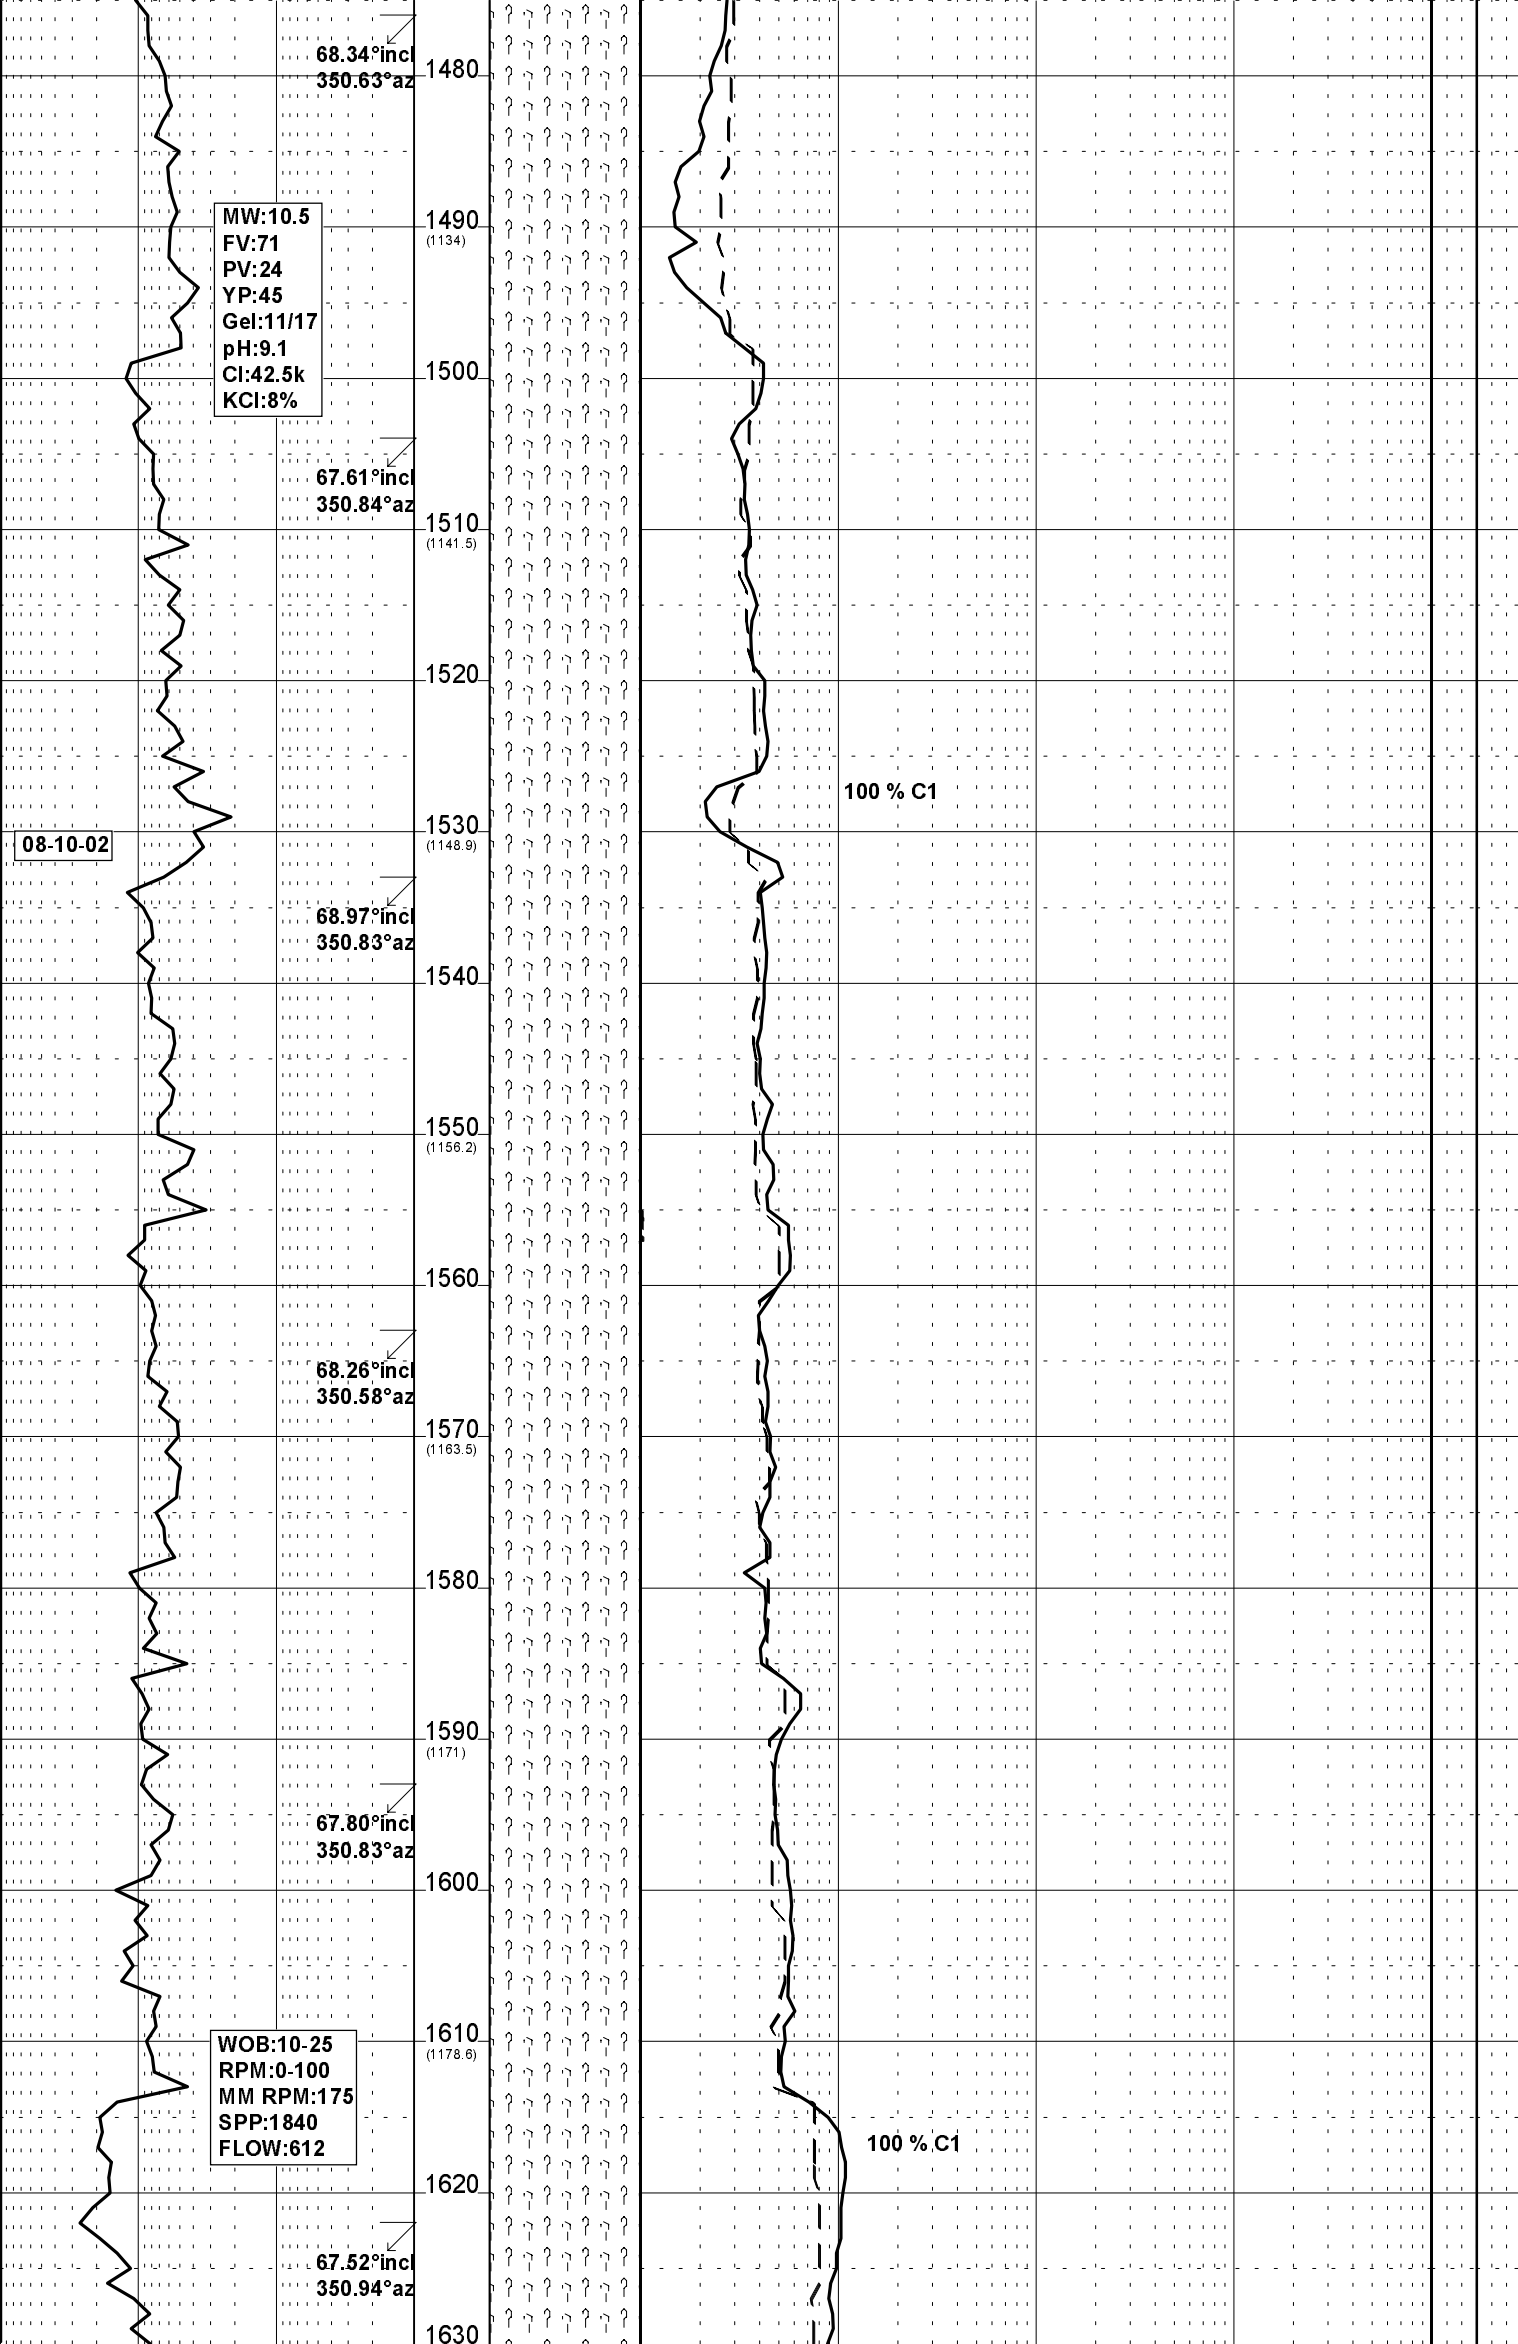 68.34°incl
350.63°az
1480
MW:10.5
FV:71
PV:24
YP:45
Gel:11/17
pH:9.1
Cl:42.5k
KCl:8%
1490
(1134)
1500
67.61°incl
350.84°az
1510
(1141.5)
1520
100 % C1
1530
(1148.9)
08-10-02
68.97°incl
350.83°az
1540
1550
(1156.2)
1560
68.26°incl
350.58°az
1570
(1163.5)
1580
1590
(1171)
67.80°incl
350.83°az
1600
1610
(1178.6)
WOB:10-25
RPM:0-100
MM RPM:175
SPP:1840
FLOW:612
100 % C1
1620
67.52°incl
350.94°az
1630